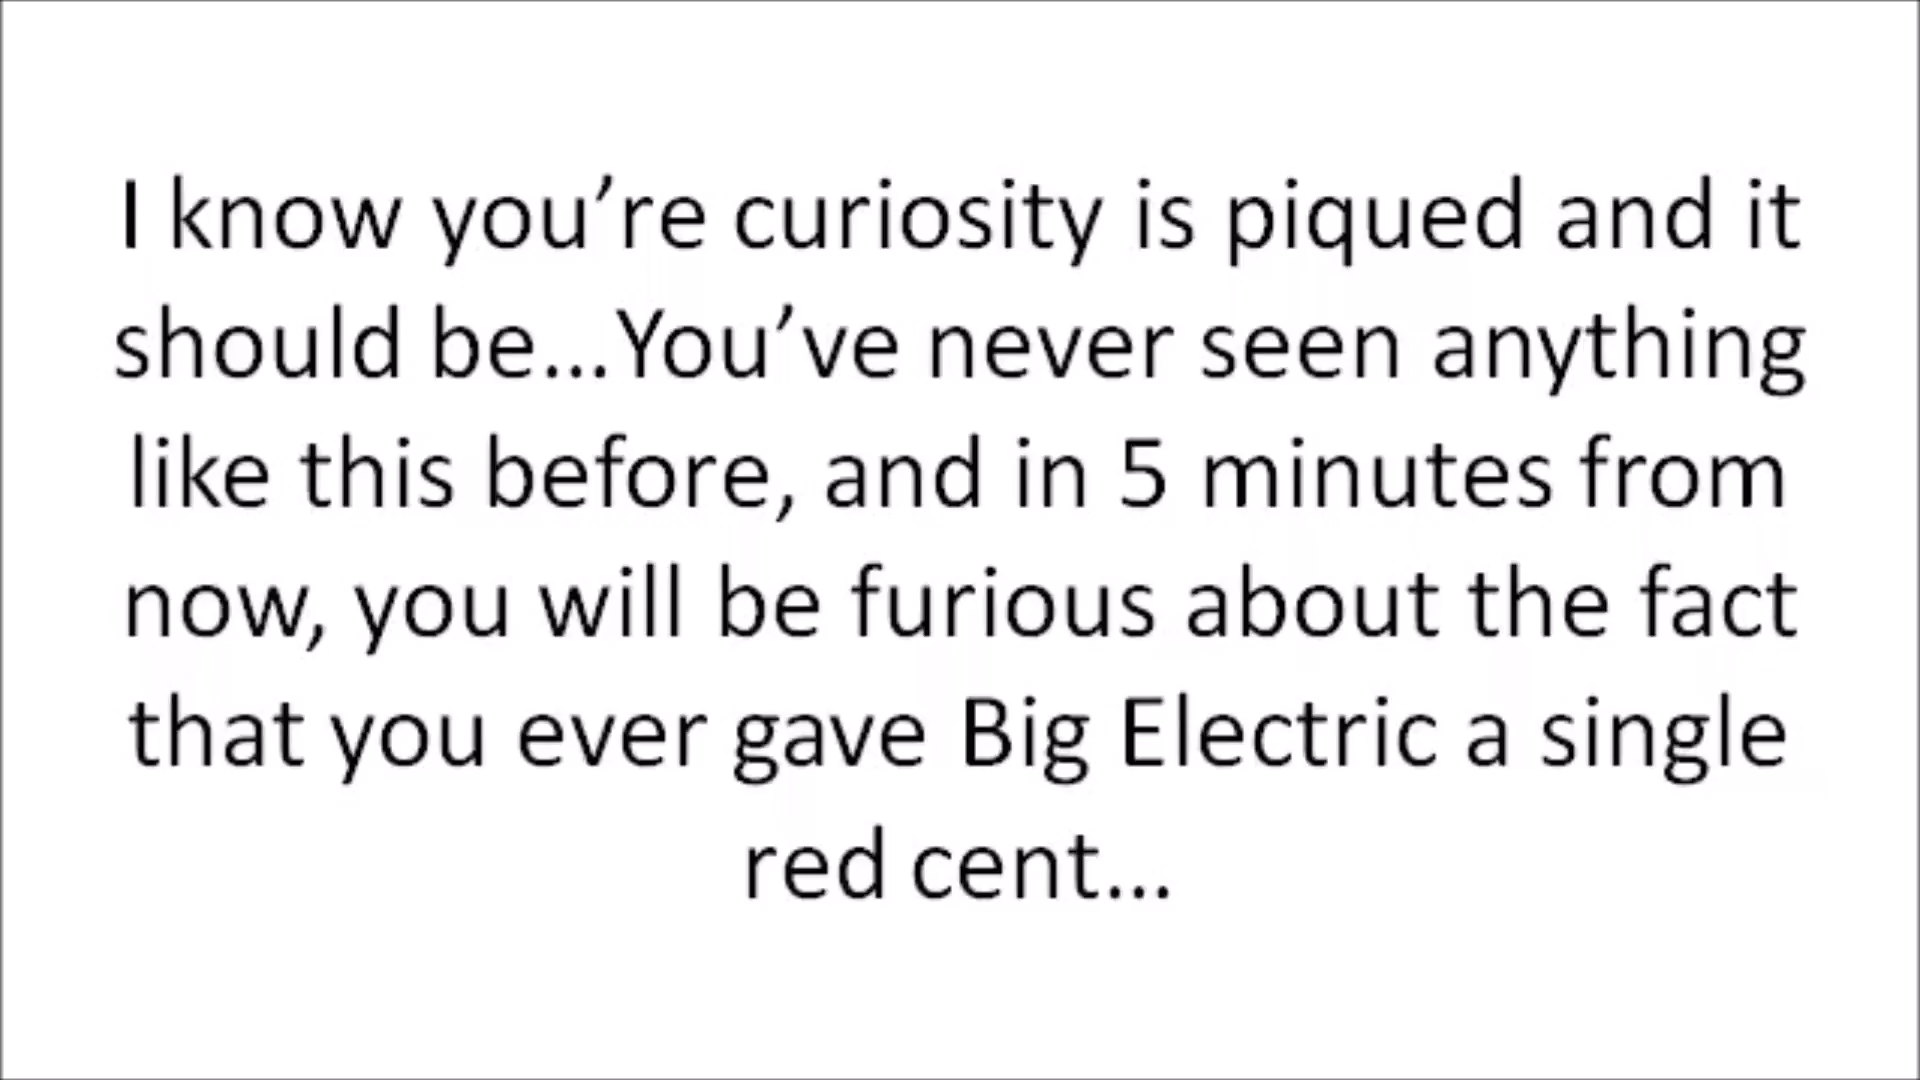 I know you’re curiosity is piqued and it
should be...You’ve never seen anything
like this before, and in 5 minutes from
now, you will be furious about the fact
that you ever gave Big Electric a single
red cent...